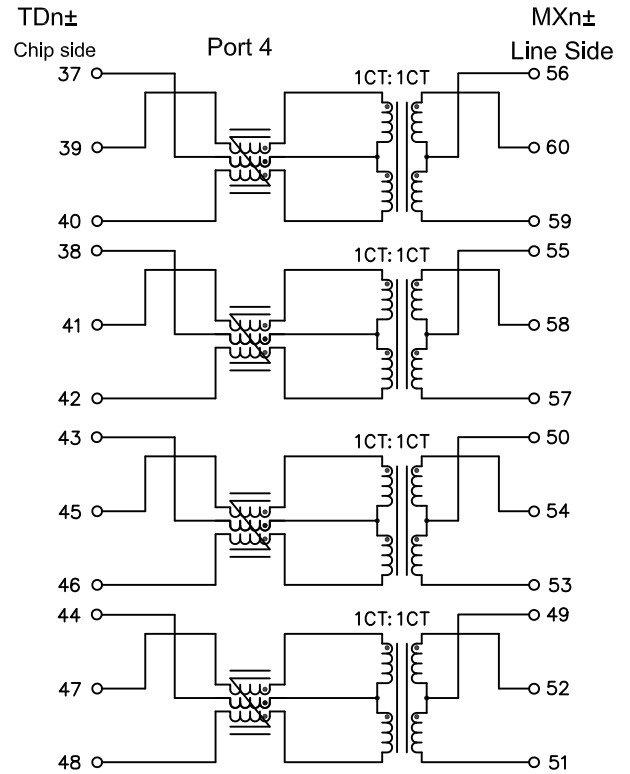 TDn± MXn±
Chip side Port 4 Line Side
37 1CT:1CT 56
39 60
40 59
38 1CT:1CT 55
41 58
42 57
43 1CT:1CT 50
45 54
46 53
44 1CT:1CT 49
47 52
48 51